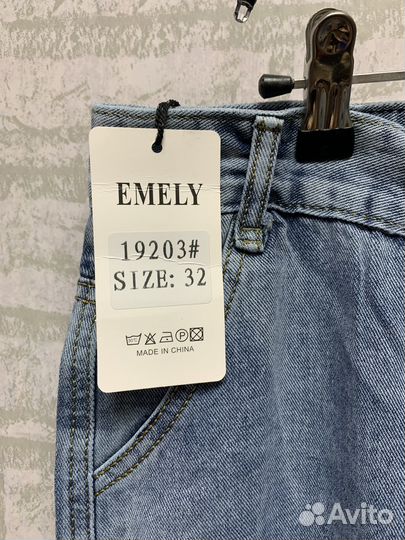 EMELY
19203#
SIZE: 32
MADE IN CHINA
Avito